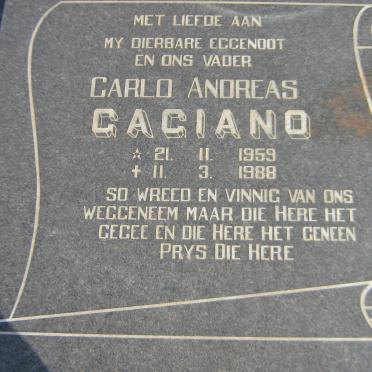 MET LIEFDE AAN
MY DIERBARE EGGENOOT
EN ONS VADER
CARLO ANDREAS
GACIANO
☆ 21. 11. 1959
✝ 11. 3. 1988
SO WREED EN VINNIG VAN ONS
WEGGENEEM MAAR DIE HERE HET
GEGEE EN DIE HERE HET GENEEN
PRYS DIE HERE